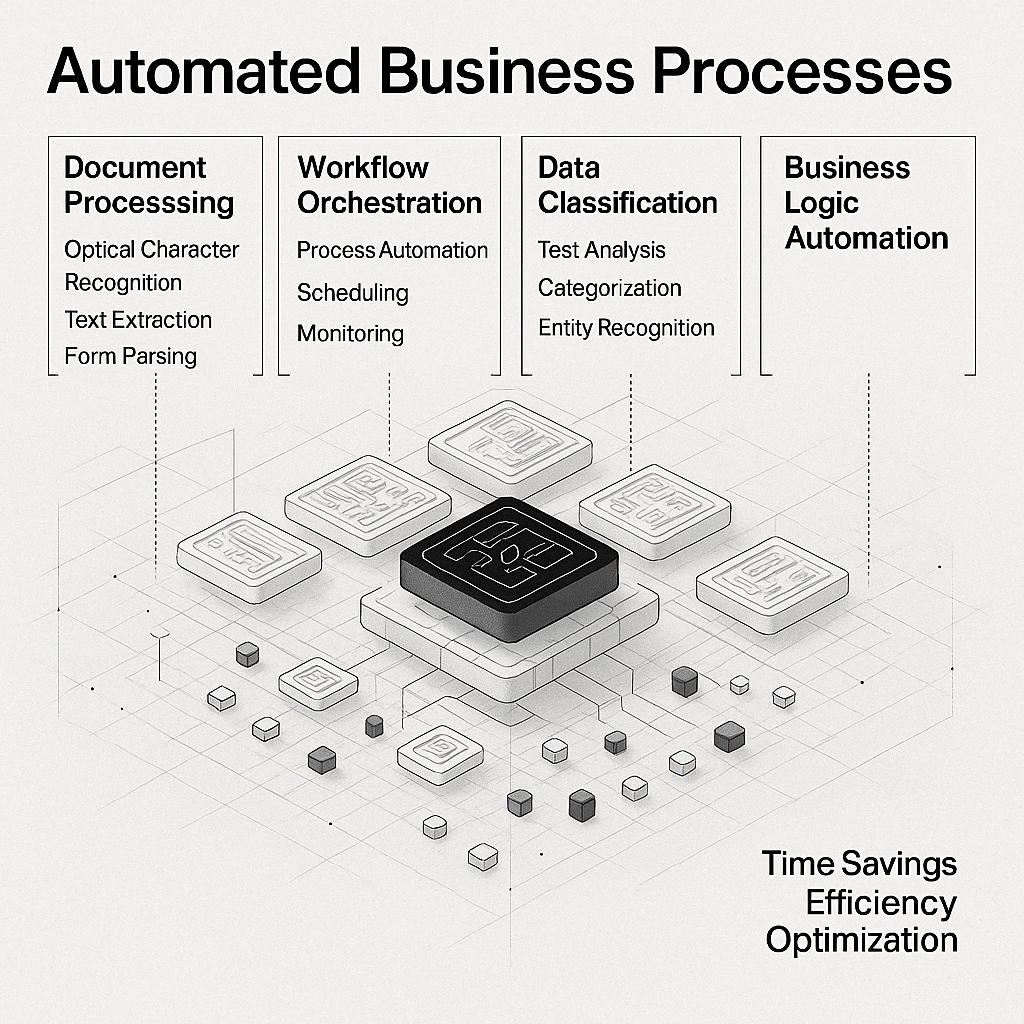 Automated Business Processes
Document
Processsing
Optical Character
Recognition
Text Extraction
Form Parsing
Workflow
Orchestration
Process Automation
Scheduling
Monitoring
Data
Classification
Test Analysis
Categorization
Entity Recognition
Business
Logic
Automation
Time Savings
Efficiency
Optimization